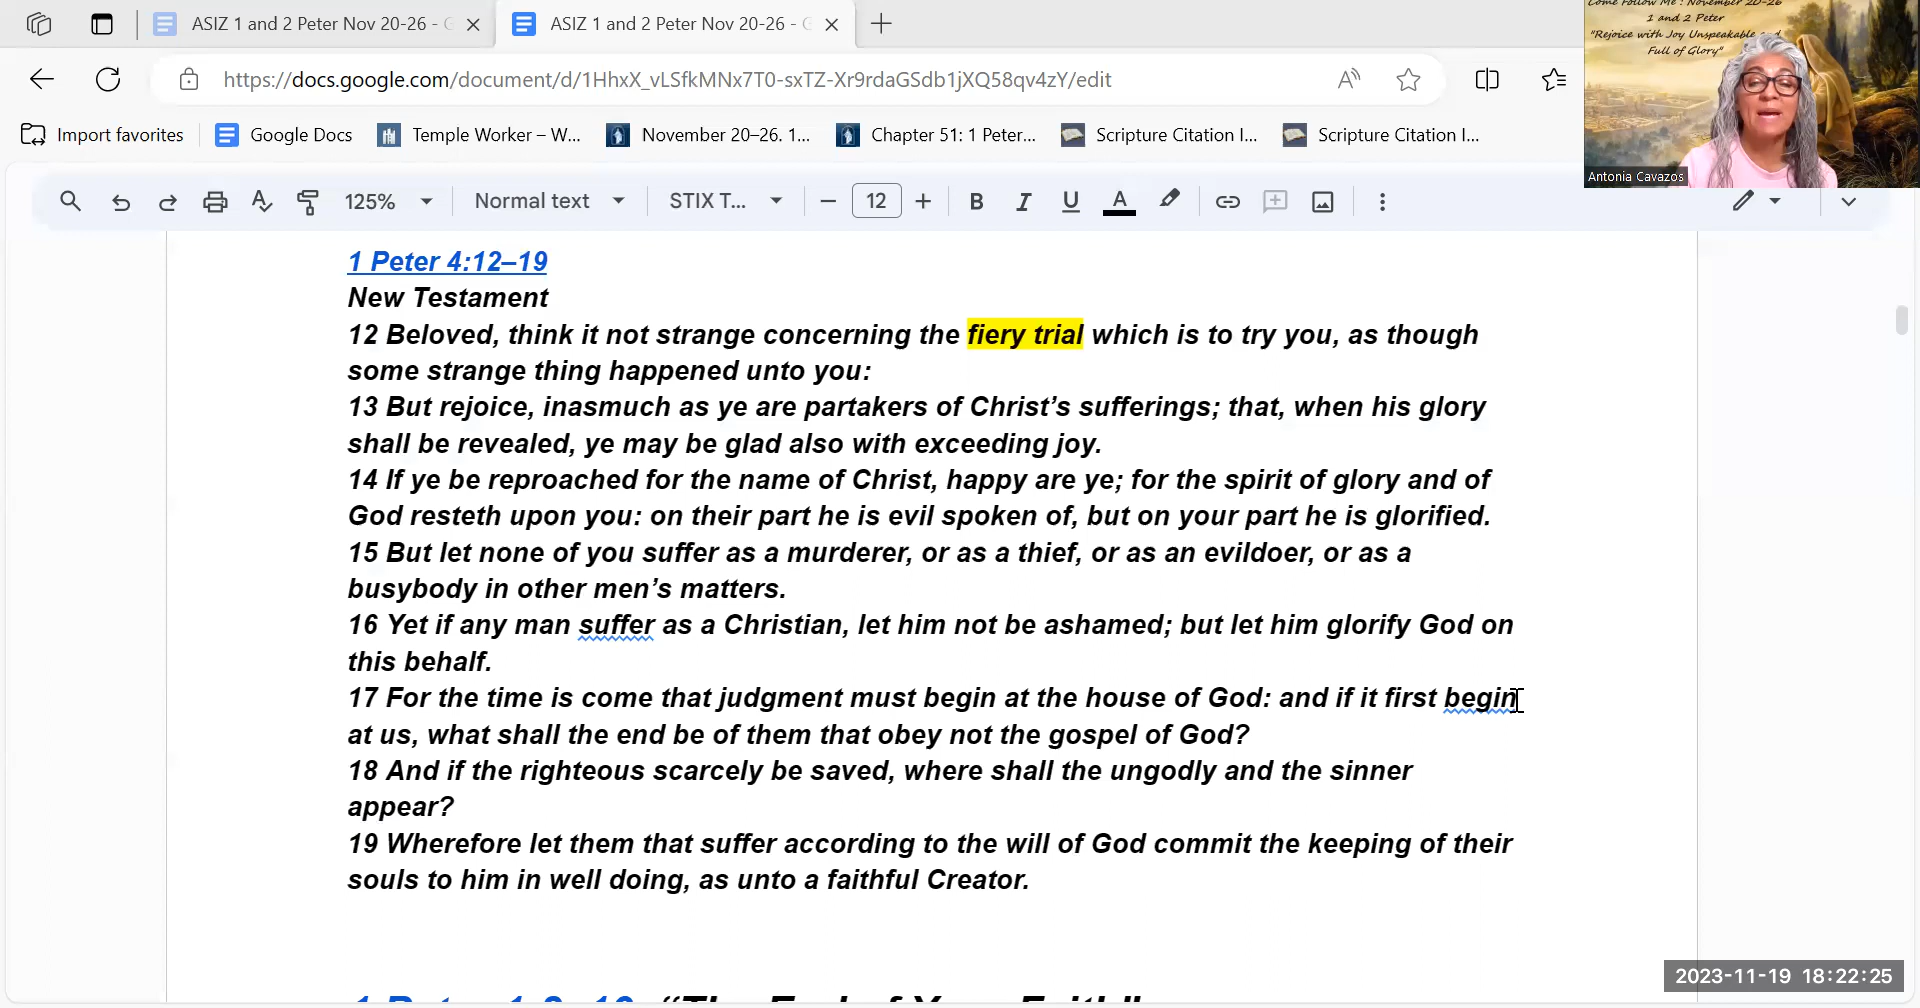 ASIZ 1 and 2 Peter Nov 20-26 - G
ASIZ 1 and 2 Peter Nov 20-26 - G
https://docs.google.com/document/d/1HhxX_vLSfkMNx7T0-sxTZ-Xr9rdaGSdb1jXQ58qv4zY/edit
Import favorites
Google Docs
Temple Worker – W...
November 20–26. 1...
Chapter 51: 1 Peter...
Scripture Citation I...
Scripture Citation I...
Come Follow Me : November 20-26
1 and 2 Peter
"Rejoice with Joy Unspeakable and
Full of Glory"
Antonia Cavazos
125%
Normal text
STIX T...
12
B
I
U
A
1 Peter 4:12–19
New Testament
12 Beloved, think it not strange concerning the fiery trial which is to try you, as though
some strange thing happened unto you:
13 But rejoice, inasmuch as ye are partakers of Christ’s sufferings; that, when his glory
shall be revealed, ye may be glad also with exceeding joy.
14 If ye be reproached for the name of Christ, happy are ye; for the spirit of glory and of
God resteth upon you: on their part he is evil spoken of, but on your part he is glorified.
15 But let none of you suffer as a murderer, or as a thief, or as an evildoer, or as a
busybody in other men’s matters.
16 Yet if any man suffer as a Christian, let him not be ashamed; but let him glorify God on
this behalf.
17 For the time is come that judgment must begin at the house of God: and if it first begin
at us, what shall the end be of them that obey not the gospel of God?
18 And if the righteous scarcely be saved, where shall the ungodly and the sinner
appear?
19 Wherefore let them that suffer according to the will of God commit the keeping of their
souls to him in well doing, as unto a faithful Creator.
“The End of Your Faith”
2023-11-19 18:22:25